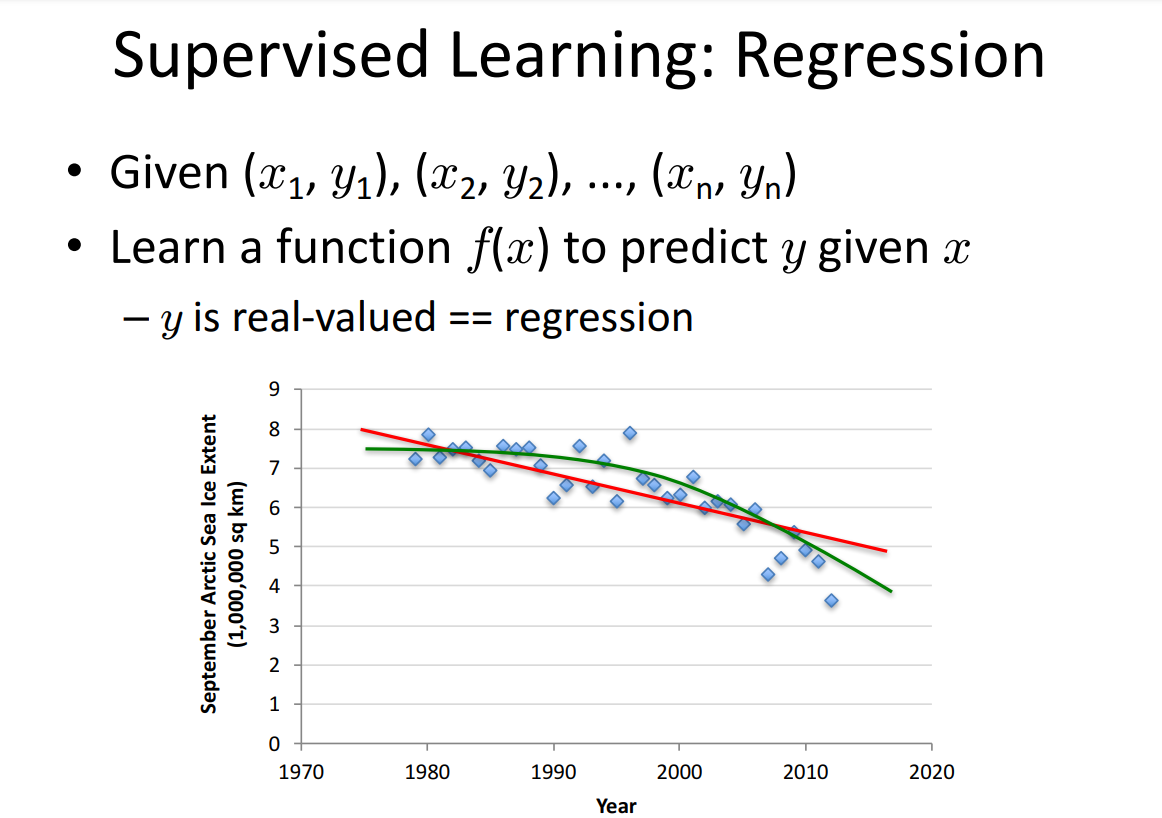 Supervised Learning: Regression
• Given (x₁, y₁), (x₂, y₂), ..., (xₙ, yₙ)
• Learn a function f(x) to predict y given x
– y is real-valued == regression
September Arctic Sea Ice Extent
(1,000,000 sq km)
9
8
7
6
5
4
3
2
1
0
1970 1980 1990 2000 2010 2020
Year